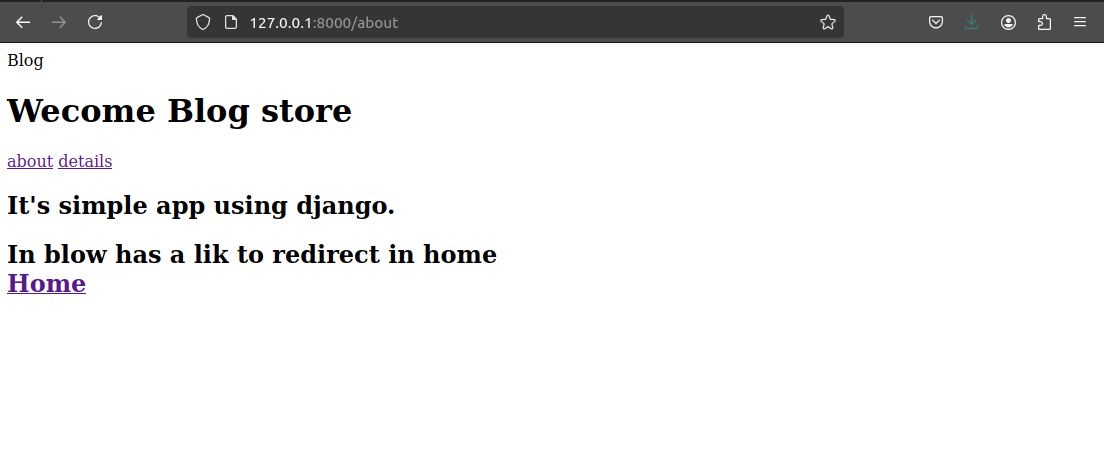 127.0.0.1:8000/about
Blog
Wecome Blog store
about details
It's simple app using django.
In blow has a lik to redirect in home
Home